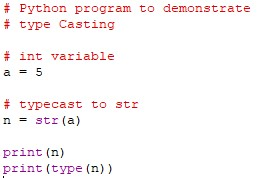 # Python program to demonstrate
# type Casting
# int variable
a = 5
# typecast to str
n = str(a)
print(n)
print(type(n))